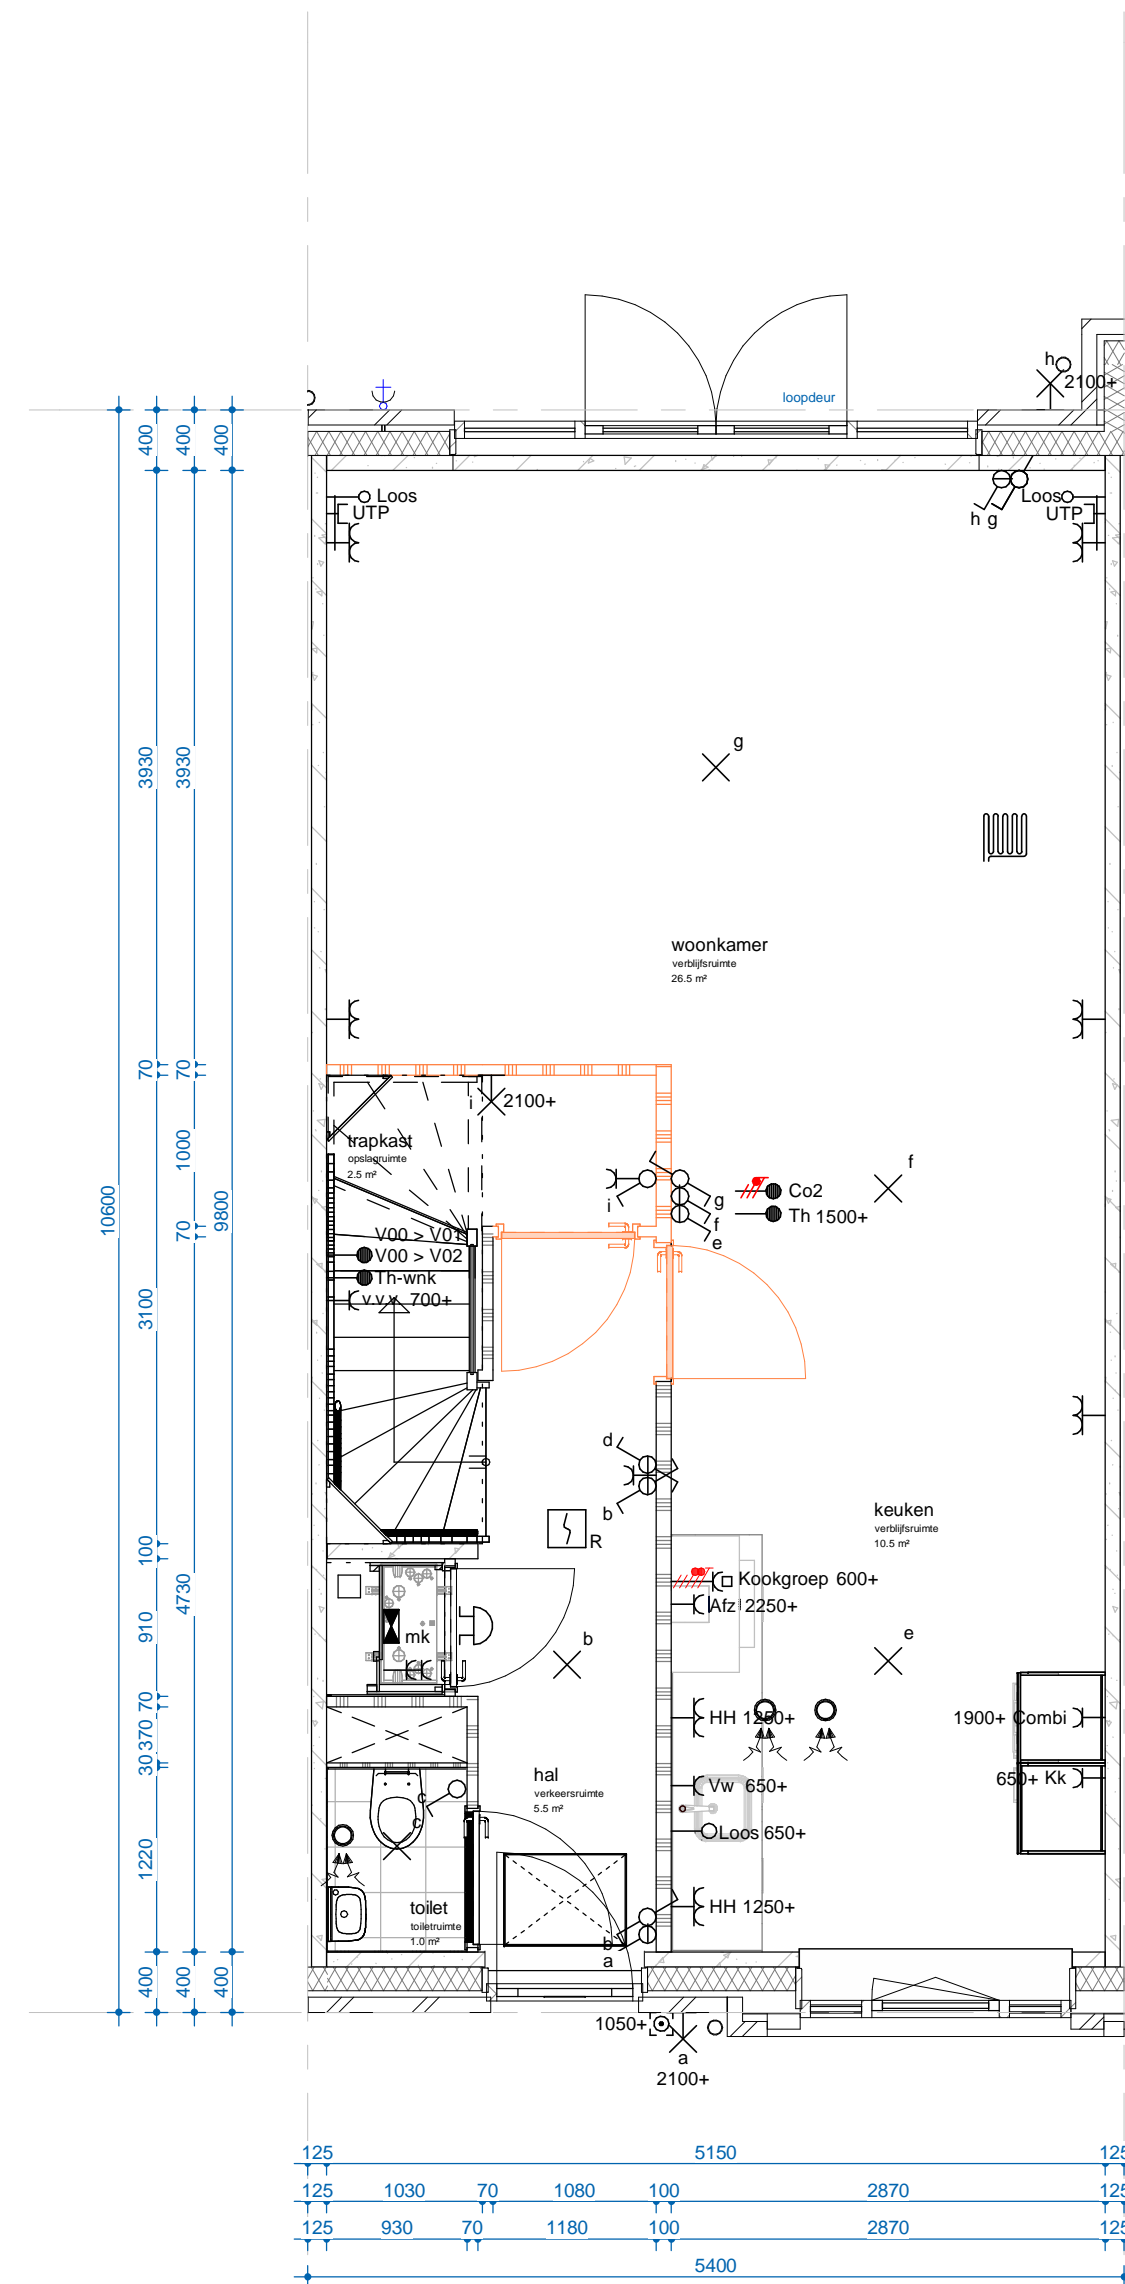 h
2100+
loopdeur
400
400
400
Loos
UTP
h g
Loos
UTP
g
3930
3930
woonkamer
verblijfsruimte
26.5 m²
70
70
i
2100+
trapkast
opslagruimte
2.5 m²
1000
f
Co2
Th 1500+
i
g
f
e
10600
9800
70
V00 > V01
V00 > V02
Th-wnk
v.v.v. 700+
3100
d
b
R
keuken
verblijfsruimte
10.5 m²
100
Kookgroep 600+
Afz 2250+
4730
910
mk
b
e
70
370
30
HH 1250+
1900+ Combi
650+ Kk
Vw 650+
hal
verkeersruimte
5.5 m²
c
c
Loos 650+
1220
toilet
toiletruimte
1.0 m²
HH 1250+
b
a
400
400
400
1050+
a
2100+
125
5150
125
125
1030
70
1080
100
2870
125
125
930
70
1180
100
2870
125
5400